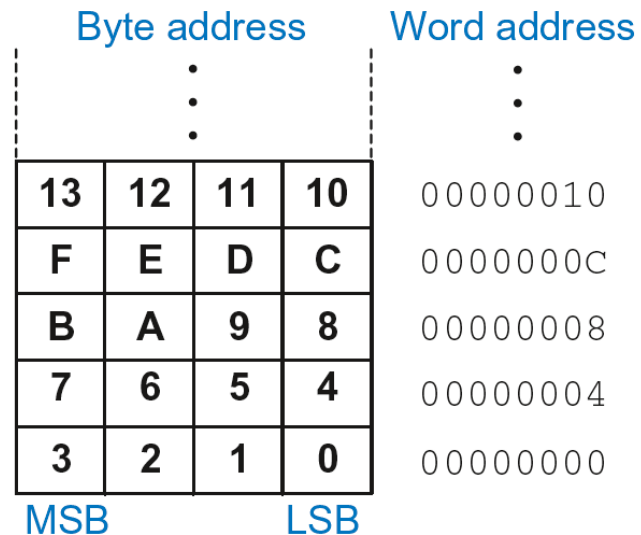 Byte address Word address
13 12 11 10 00000010
F E D C 0000000C
B A 9 8 00000008
7 6 5 4 00000004
3 2 1 0 00000000
MSB LSB